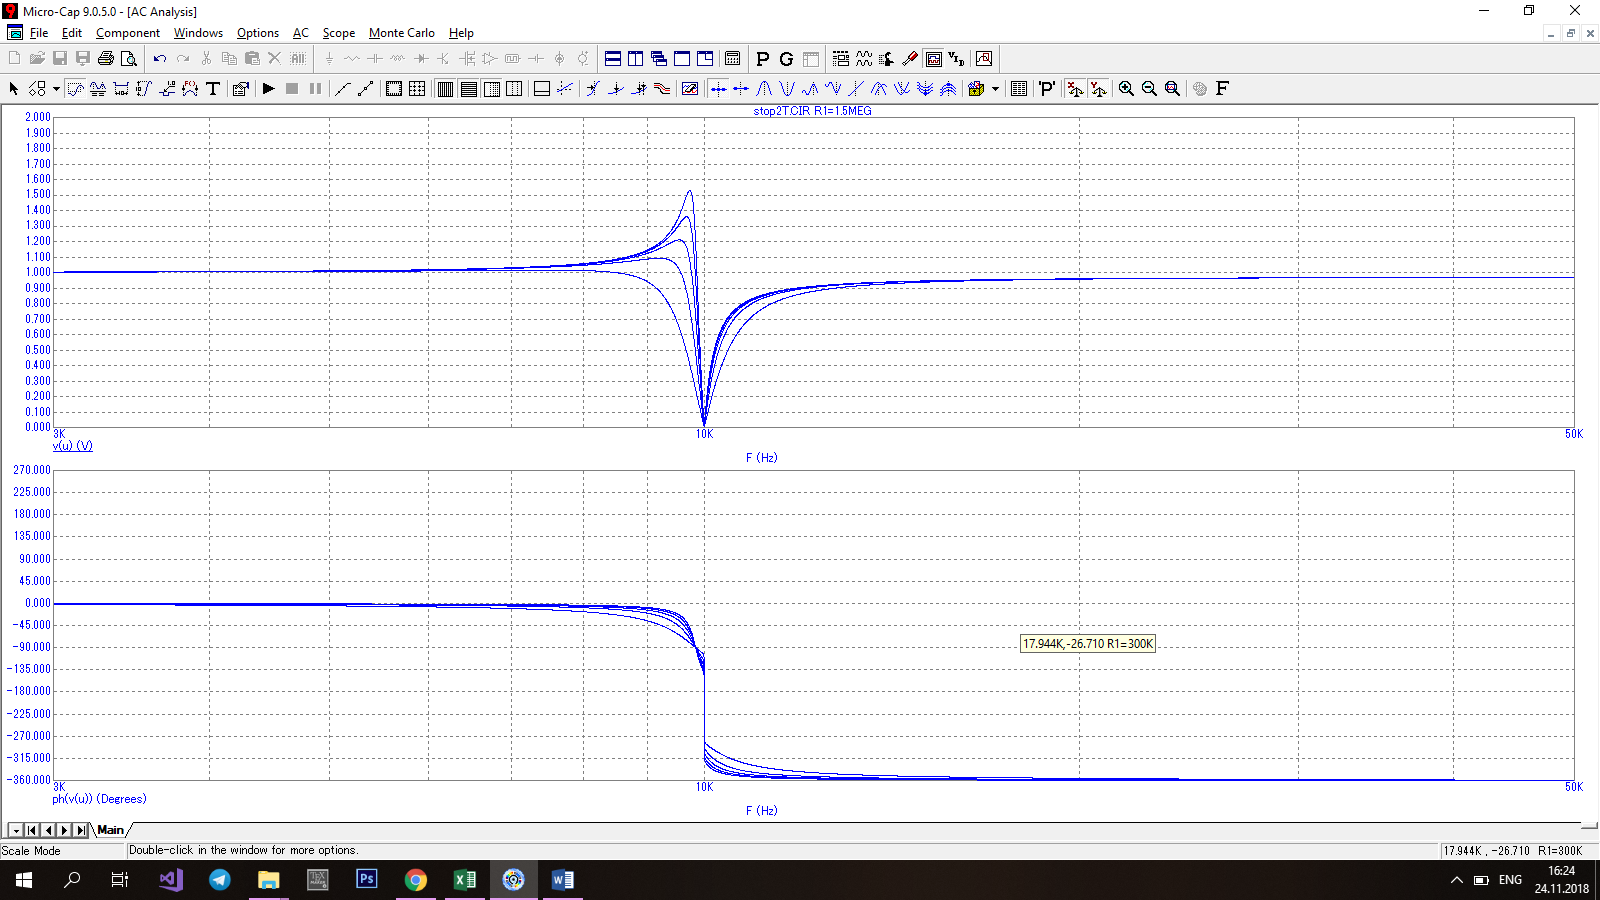 Micro-Cap 9.0.5.0 - [AC Analysis]
File Edit Component Windows Options AC Scope Monte Carlo Help
stop2T.CIR R1=1.5MEG
2.000
1.900
1.800
1.700
1.600
1.500
1.400
1.300
1.200
1.100
1.000
0.900
0.800
0.700
0.600
0.500
0.400
0.300
0.200
0.100
0.000
3K 10K 50K
v(u) (V)
F (Hz)
270.000
225.000
180.000
135.000
90.000
45.000
0.000
-45.000
-90.000
-135.000
-180.000
-225.000
-270.000
-315.000
-360.000
17.944K,-26.710 R1=300K
3K 10K 50K
ph(v(u)) (Degrees)
F (Hz)
Main
Scale Mode Double-click in the window for more options. 17.944K , -26.710 R1=300K
ENG
16:24
24.11.2018